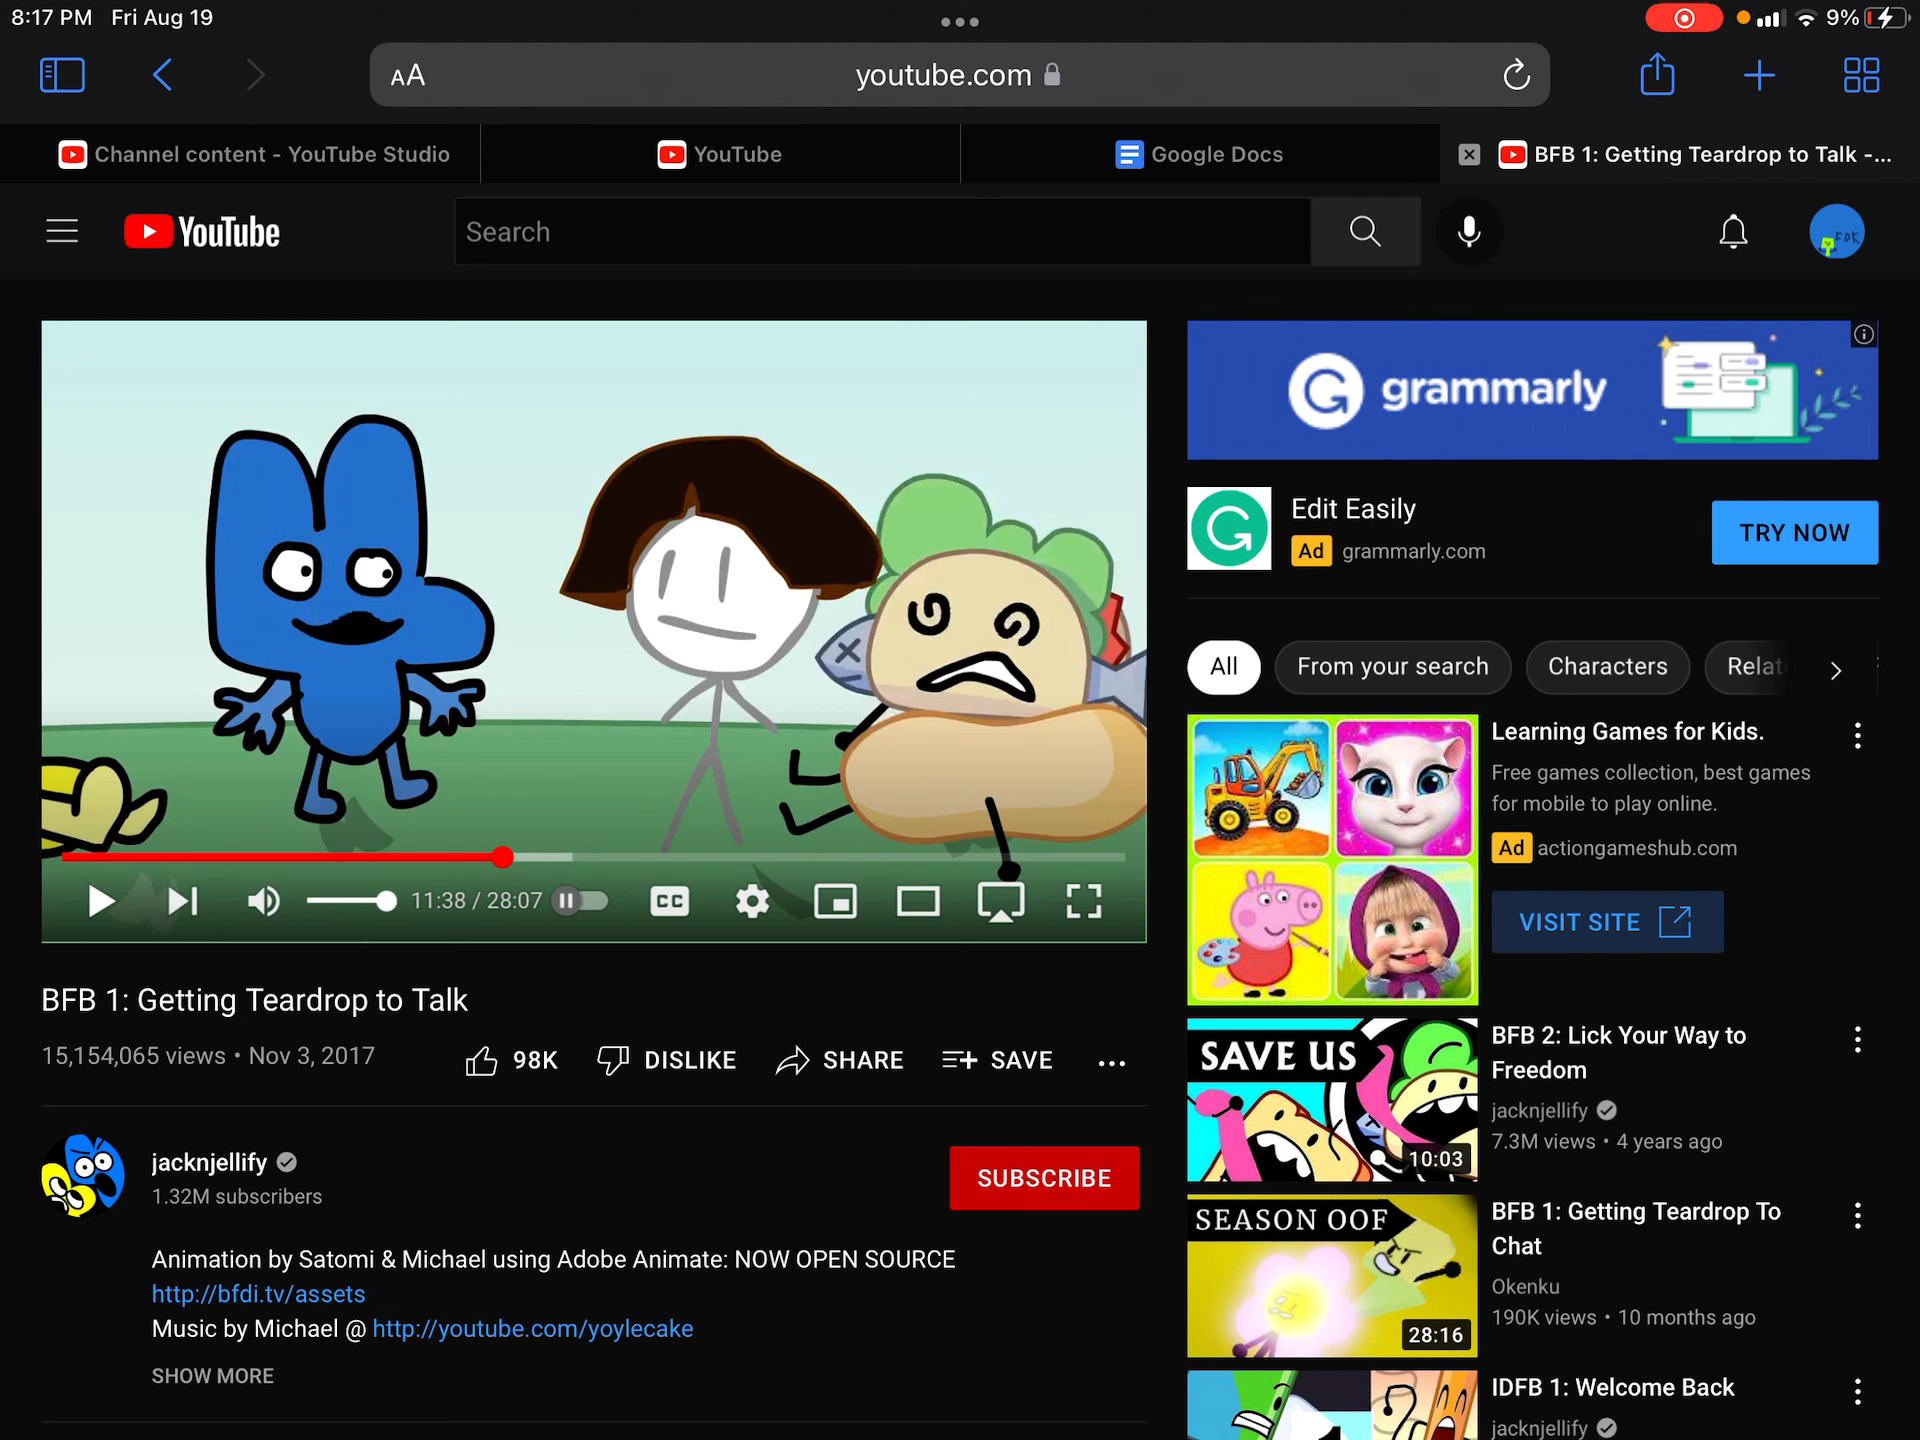 8:17 PM Fri Aug 19
9%
AA
youtube.com
Channel content - YouTube Studio
YouTube
Google Docs
BFB 1: Getting Teardrop to Talk -...
YouTube
Search
FDK
grammarly
Edit Easily
Ad grammarly.com
TRY NOW
All
From your search
Characters
Relat
11:38 / 28:07
CC
Learning Games for Kids.
Free games collection, best games
for mobile to play online.
Ad actiongameshub.com
VISIT SITE
BFB 1: Getting Teardrop to Talk
15,154,065 views • Nov 3, 2017
98K
DISLIKE
SHARE
SAVE
jacknjellify
1.32M subscribers
SUBSCRIBE
Animation by Satomi & Michael using Adobe Animate: NOW OPEN SOURCE
http://bfdi.tv/assets
Music by Michael @ http://youtube.com/yoylecake
SHOW MORE
SAVE US
10:03
BFB 2: Lick Your Way to
Freedom
jacknjellify
7.3M views • 4 years ago
SEASON OOF
28:16
BFB 1: Getting Teardrop To
Chat
Okenku
190K views • 10 months ago
IDFB 1: Welcome Back
jacknjellify